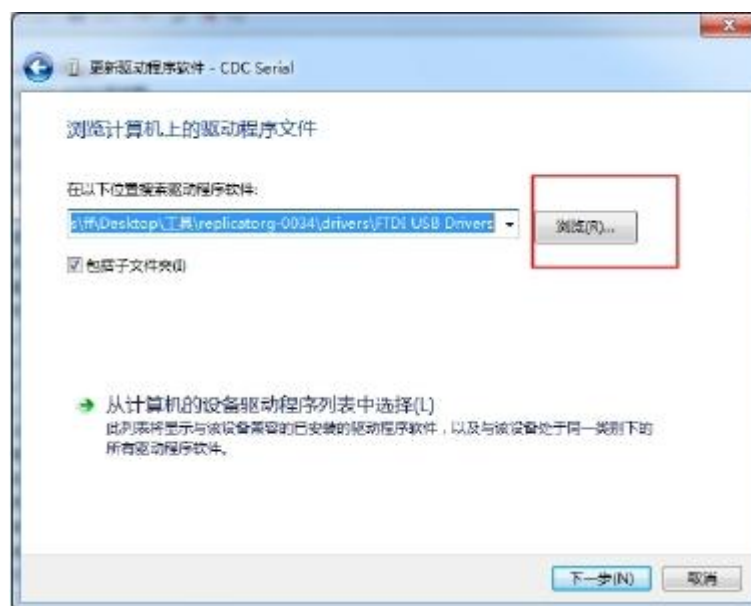 更新驱动程序软件 - CDC Serial
浏览计算机上的驱动程序文件
在以下位置搜索驱动程序软件:
s\ff\Desktop\工具\replicatorg-0034\drivers\FTDI USB Drivers
浏览(R)...
包括子文件夹(I)
从计算机的设备驱动程序列表中选择(L)
此列表将显示与该设备兼容的已安装的驱动程序软件，以及与该设备处于同一类别下的
所有驱动程序软件。
下一步(N)
取消